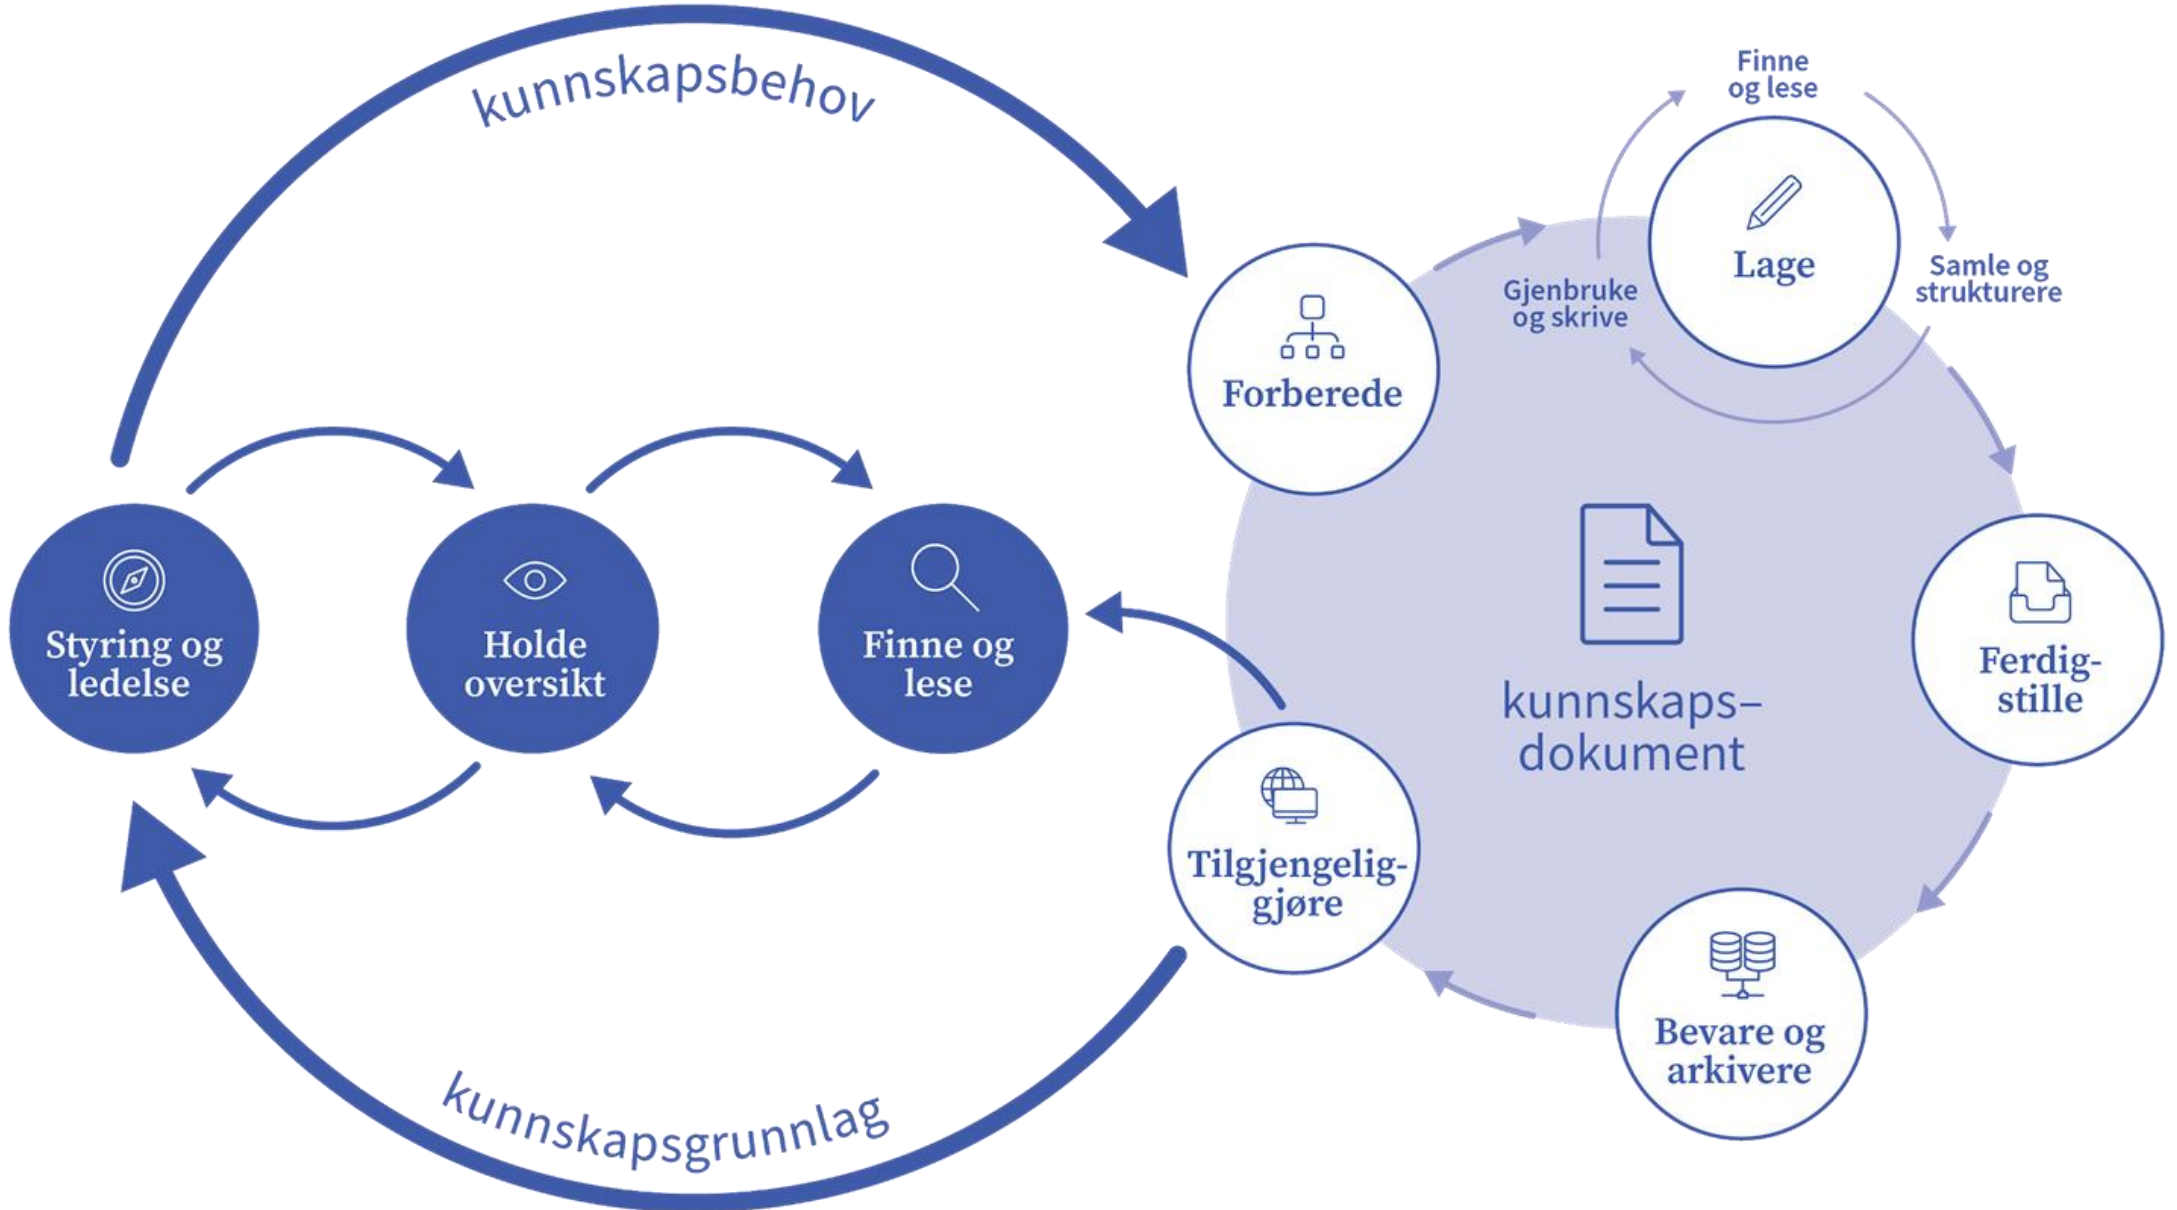 kunnskapsbehov
Styring og
ledelse
Holde
oversikt
Finne og
lese
kunnskapsgrunnlag
Forberede
Finne
og lese
Lage
Samle og
strukturere
Gjenbruke
og skrive
Ferdig-
stille
Bevare og
arkivere
Tilgjengelig-
gjøre
kunnskaps–
dokument